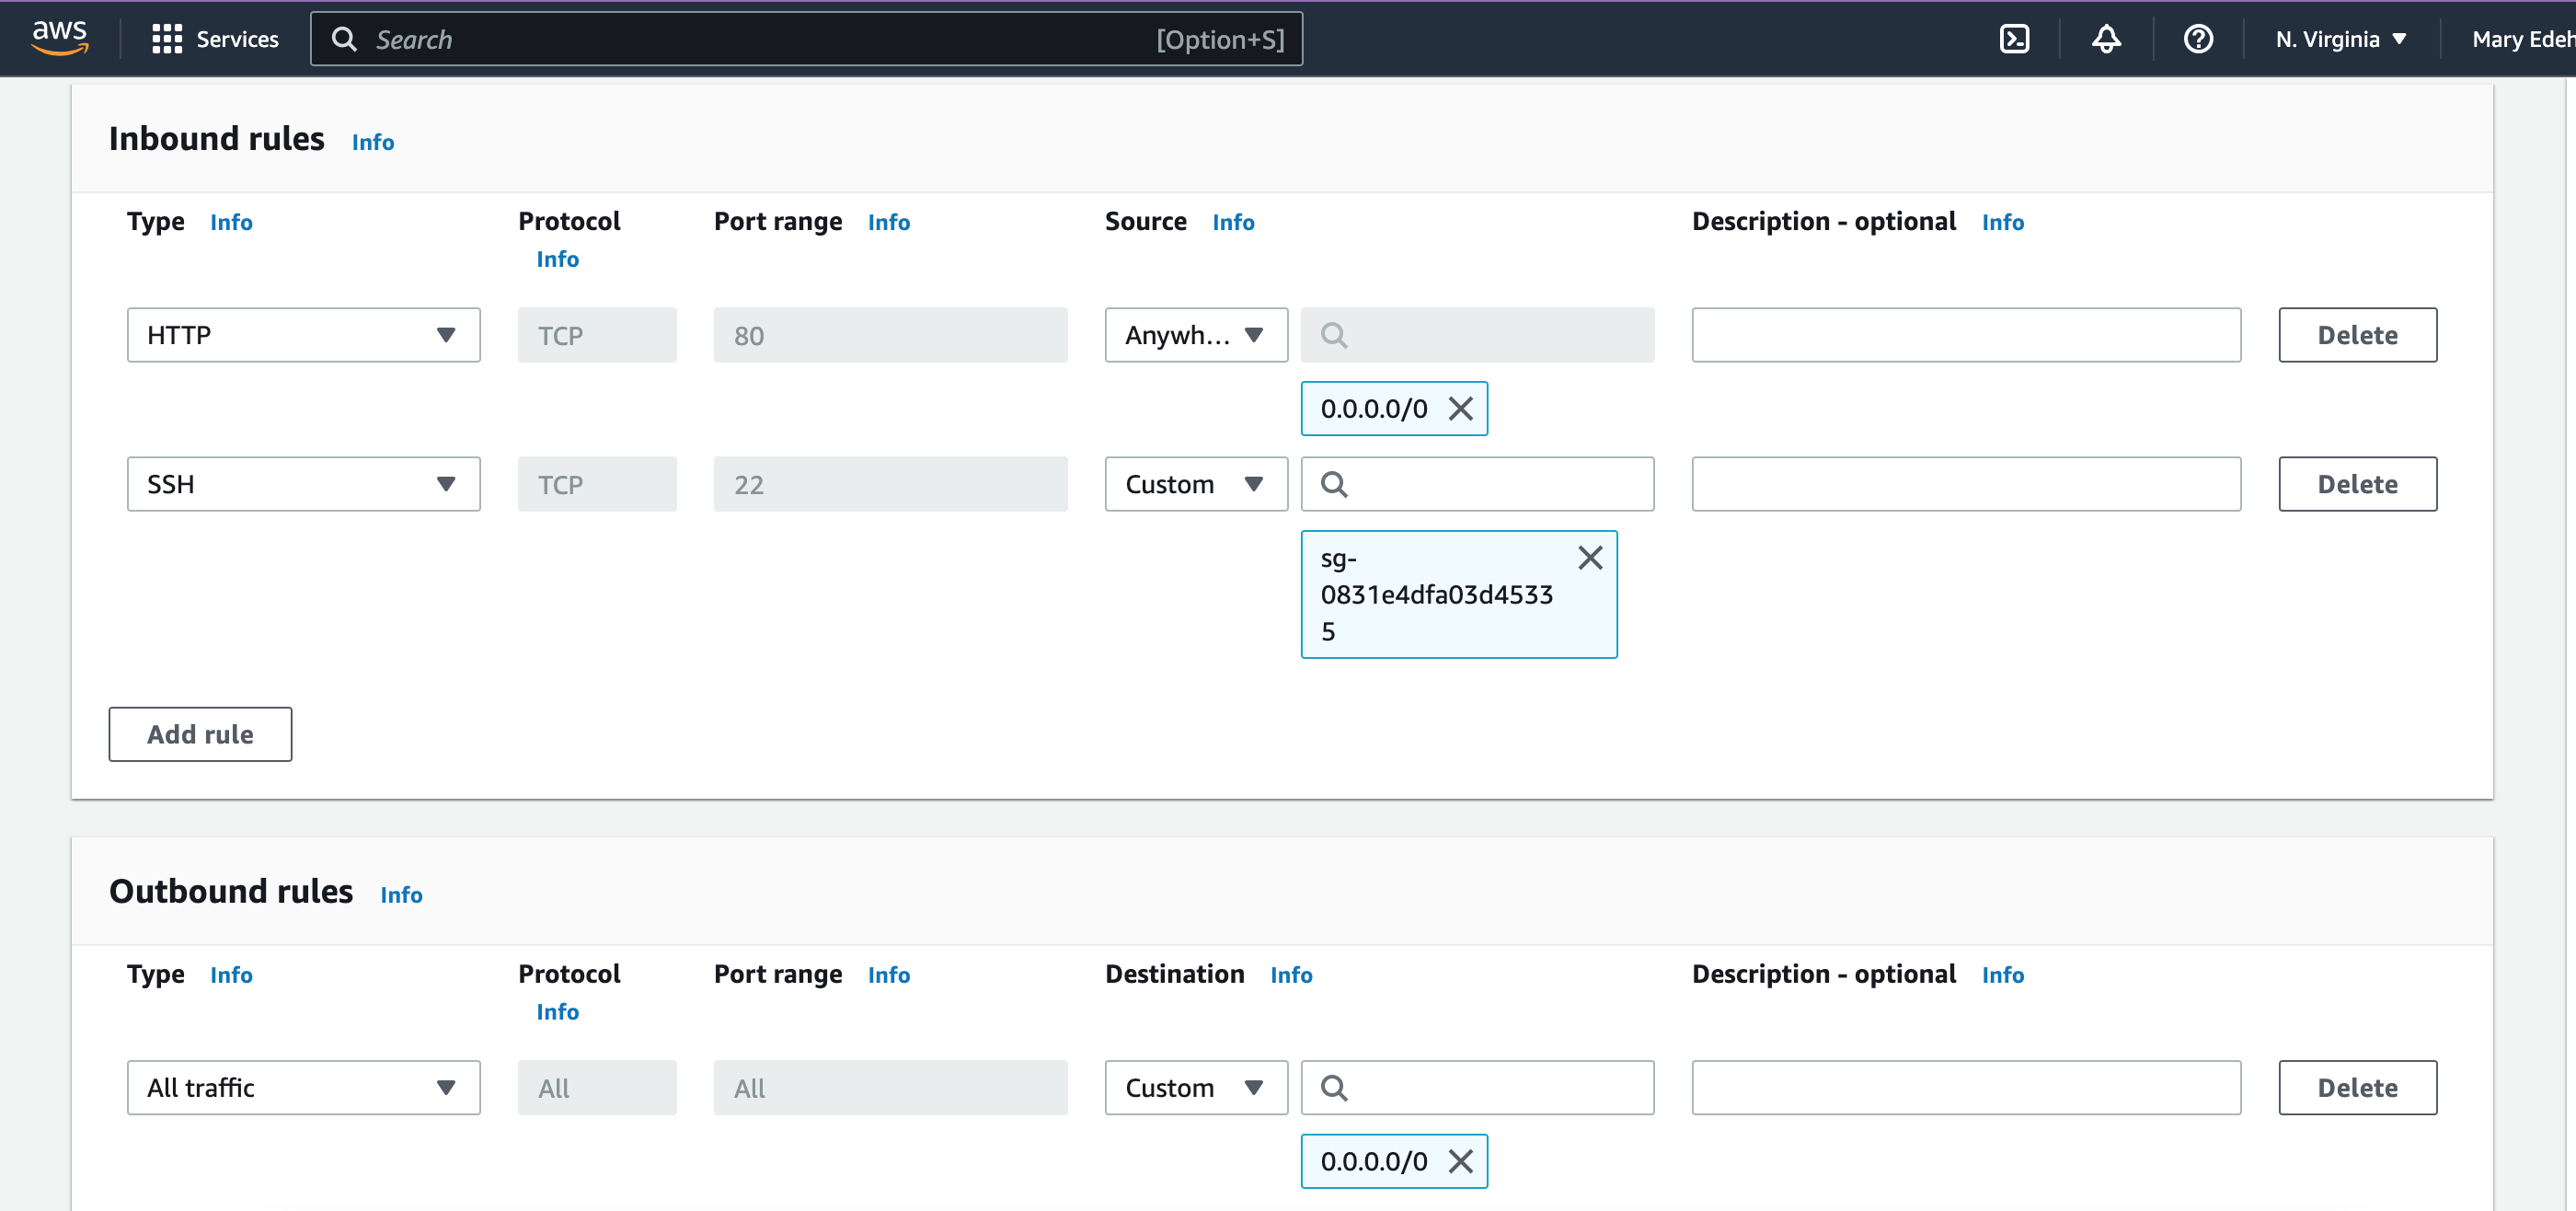 aws Services Search [Option+S] N. Virginia Mary Edeh
Inbound rules Info
Type Info Protocol Info Port range Info Source Info Description - optional Info
HTTP TCP 80 Anywh... Delete
0.0.0.0/0
SSH TCP 22 Custom Delete
sg-
0831e4dfa03d4533
5
Add rule
Outbound rules Info
Type Info Protocol Info Port range Info Destination Info Description - optional Info
All traffic All All Custom Delete
0.0.0.0/0